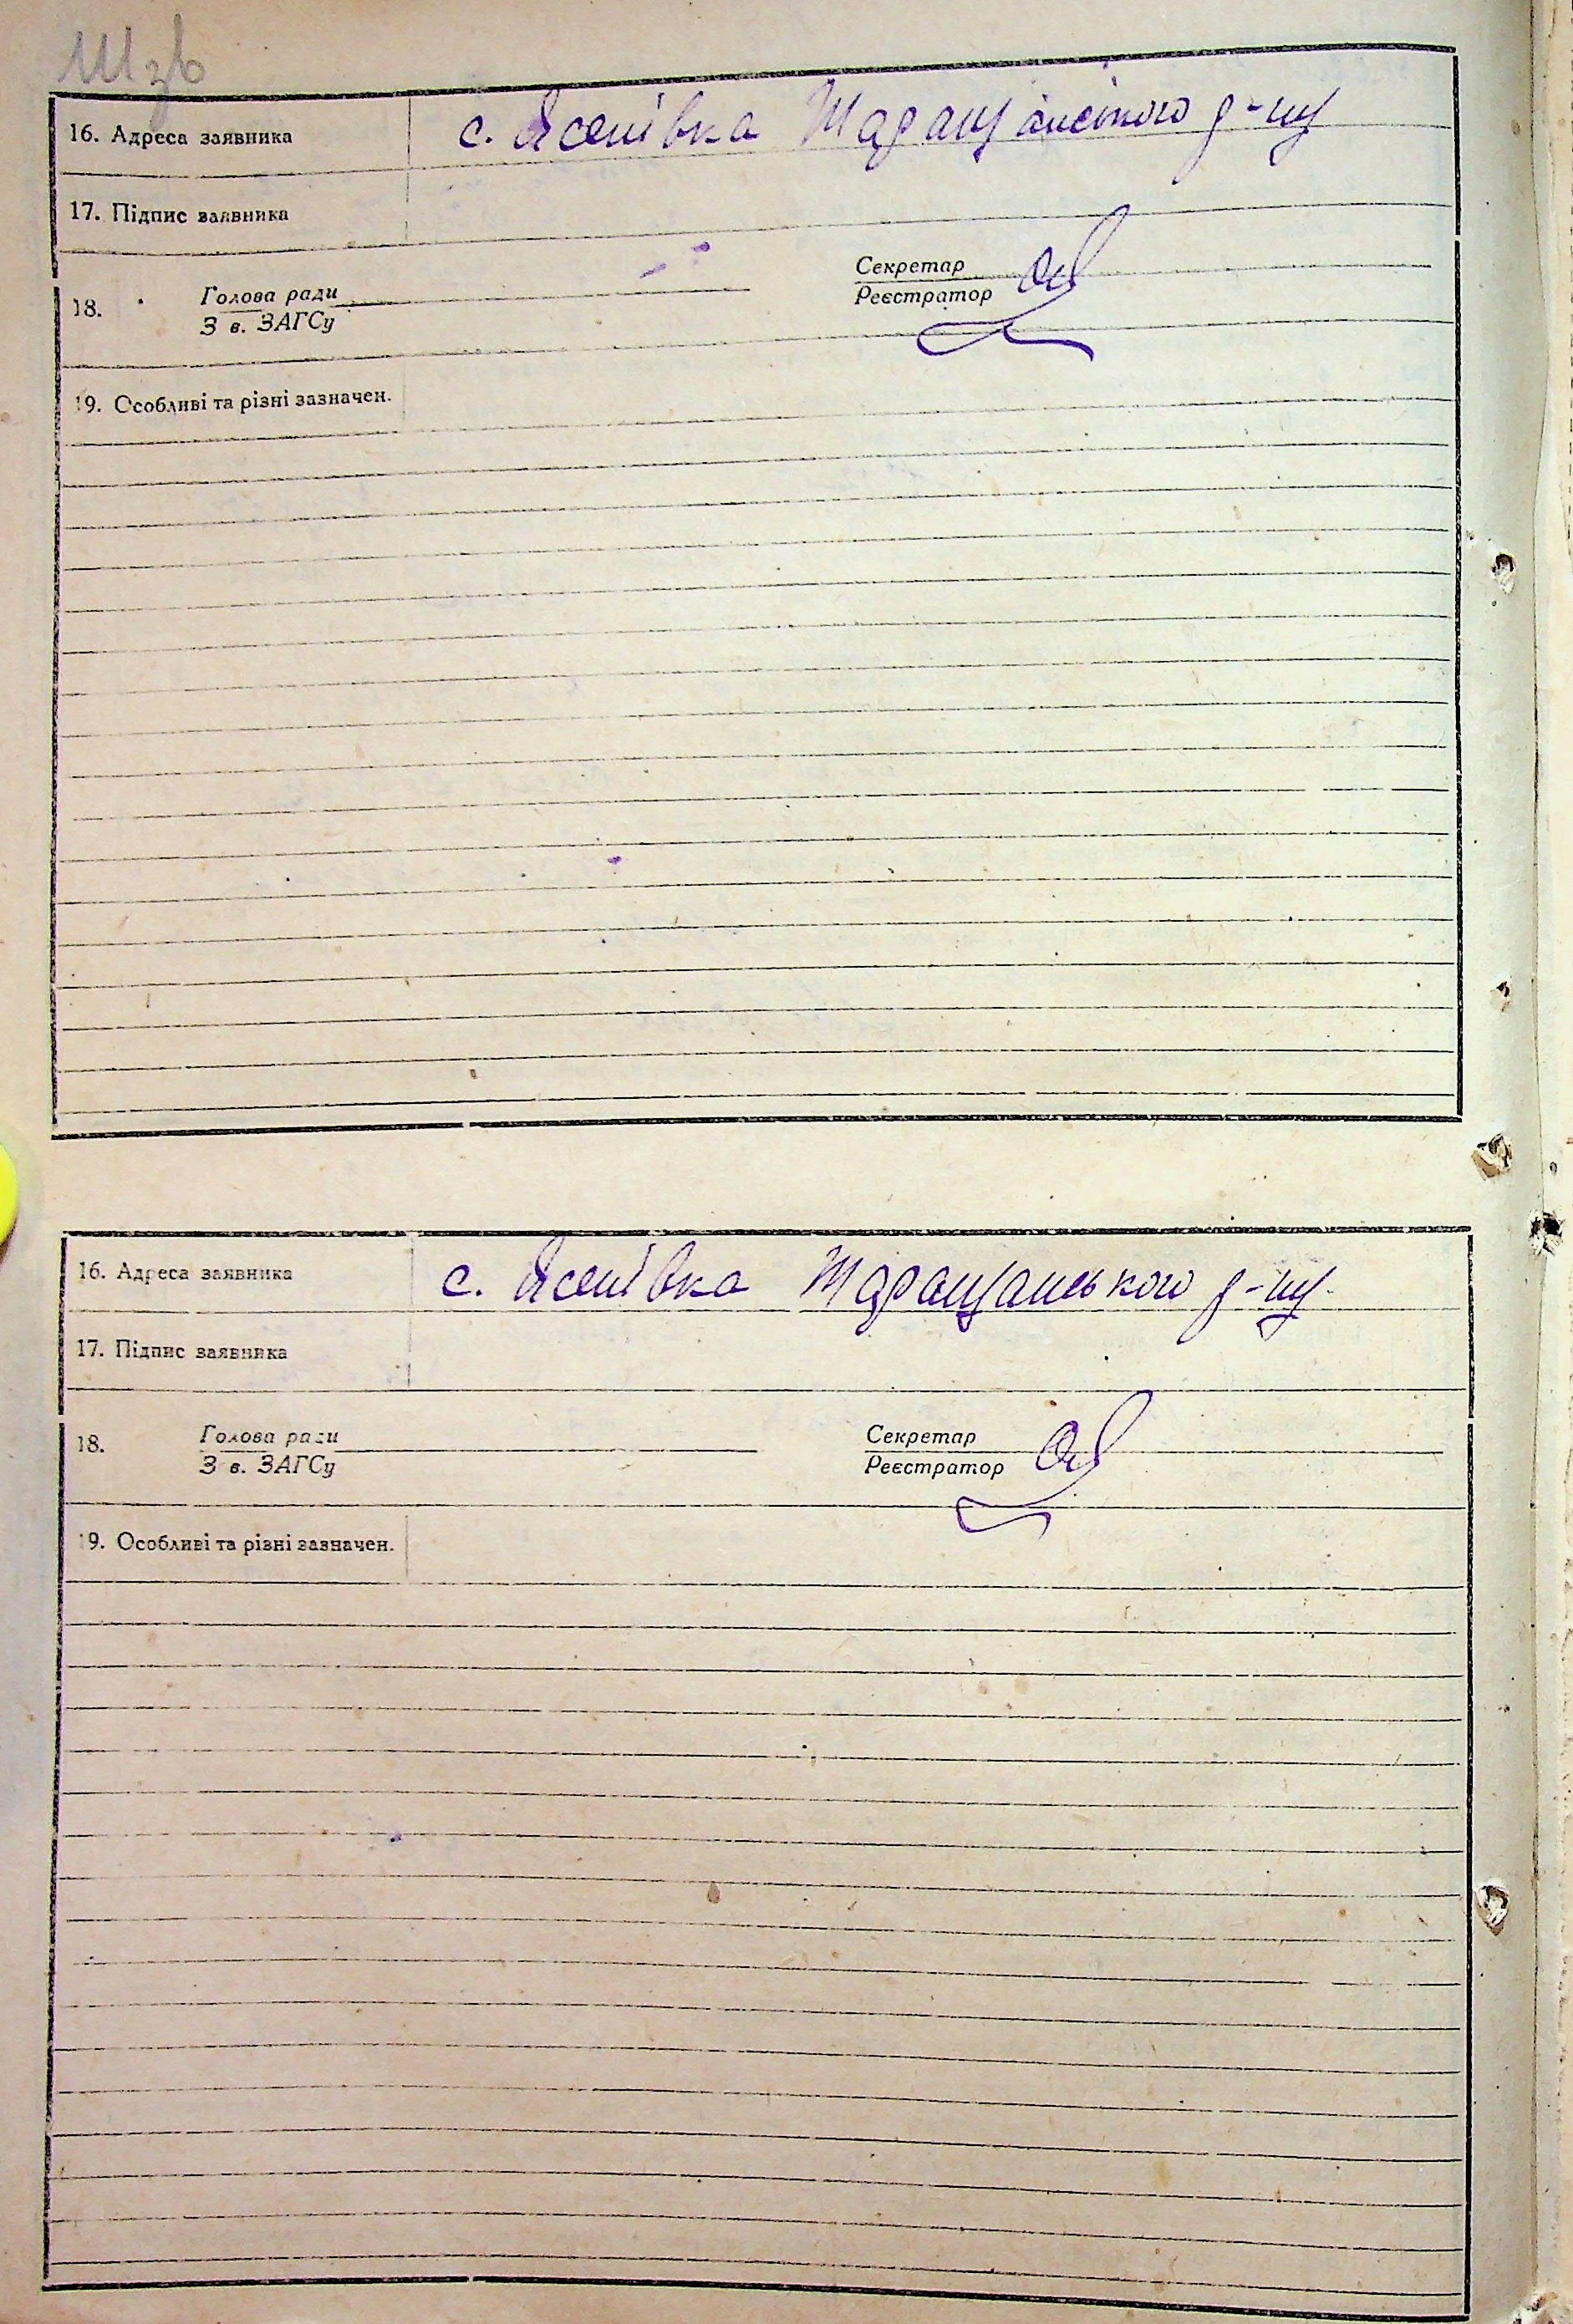 16. Адреса заявника с. Ясенівка Таращанського р-ну
17. Підпис заявника
18. Голова ради Секретар
Зав. ЗАГСу Реєстратор
19. Особливі та різні зазначен.
16. Адреса заявника с. Ясенівка Таращанського р-ну
17. Підпис заявника
18. Голова ради Секретар
Зав. ЗАГСу Реєстратор
19. Особливі та різні зазначен.